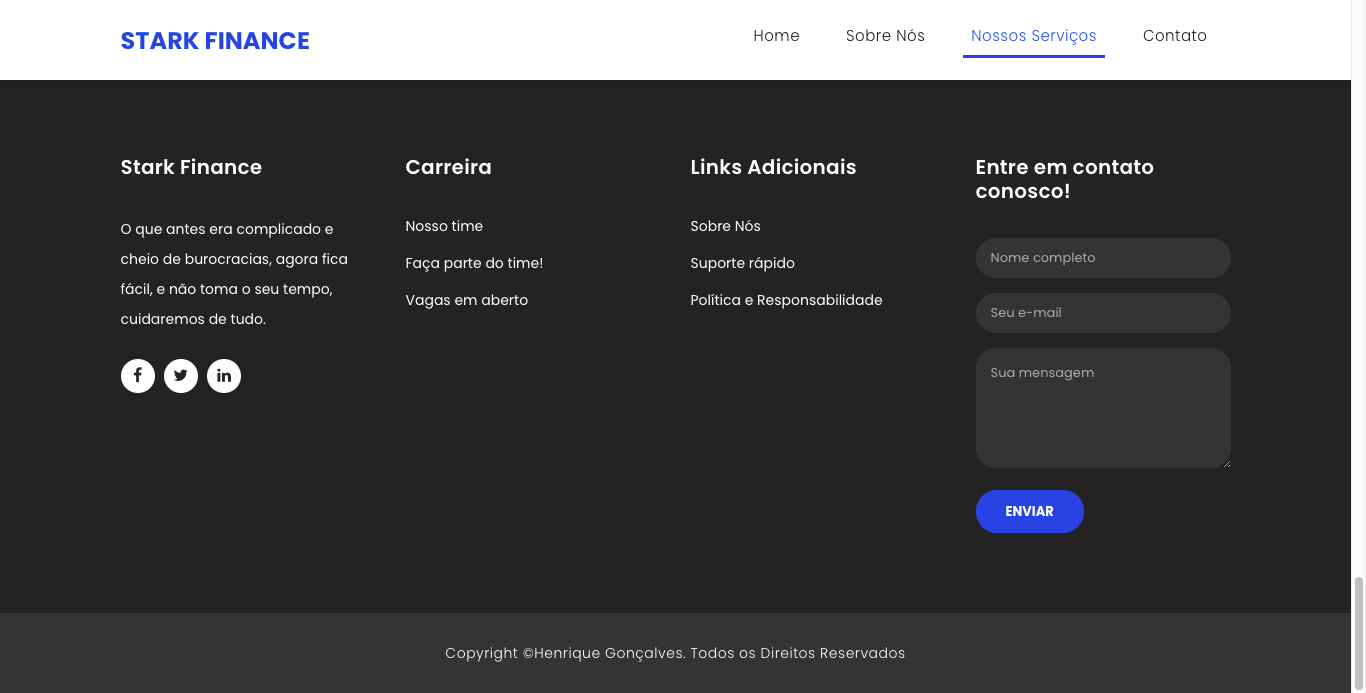 STARK FINANCE
Home
Sobre Nós
Nossos Serviços
Contato
Stark Finance
O que antes era complicado e
cheio de burocracias, agora fica
fácil, e não toma o seu tempo,
cuidaremos de tudo.
Carreira
Nosso time
Faça parte do time!
Vagas em aberto
Links Adicionais
Sobre Nós
Suporte rápido
Política e Responsabilidade
Entre em contato
conosco!
Nome completo
Seu e-mail
Sua mensagem
ENVIAR
Copyright ©Henrique Gonçalves. Todos os Direitos Reservados